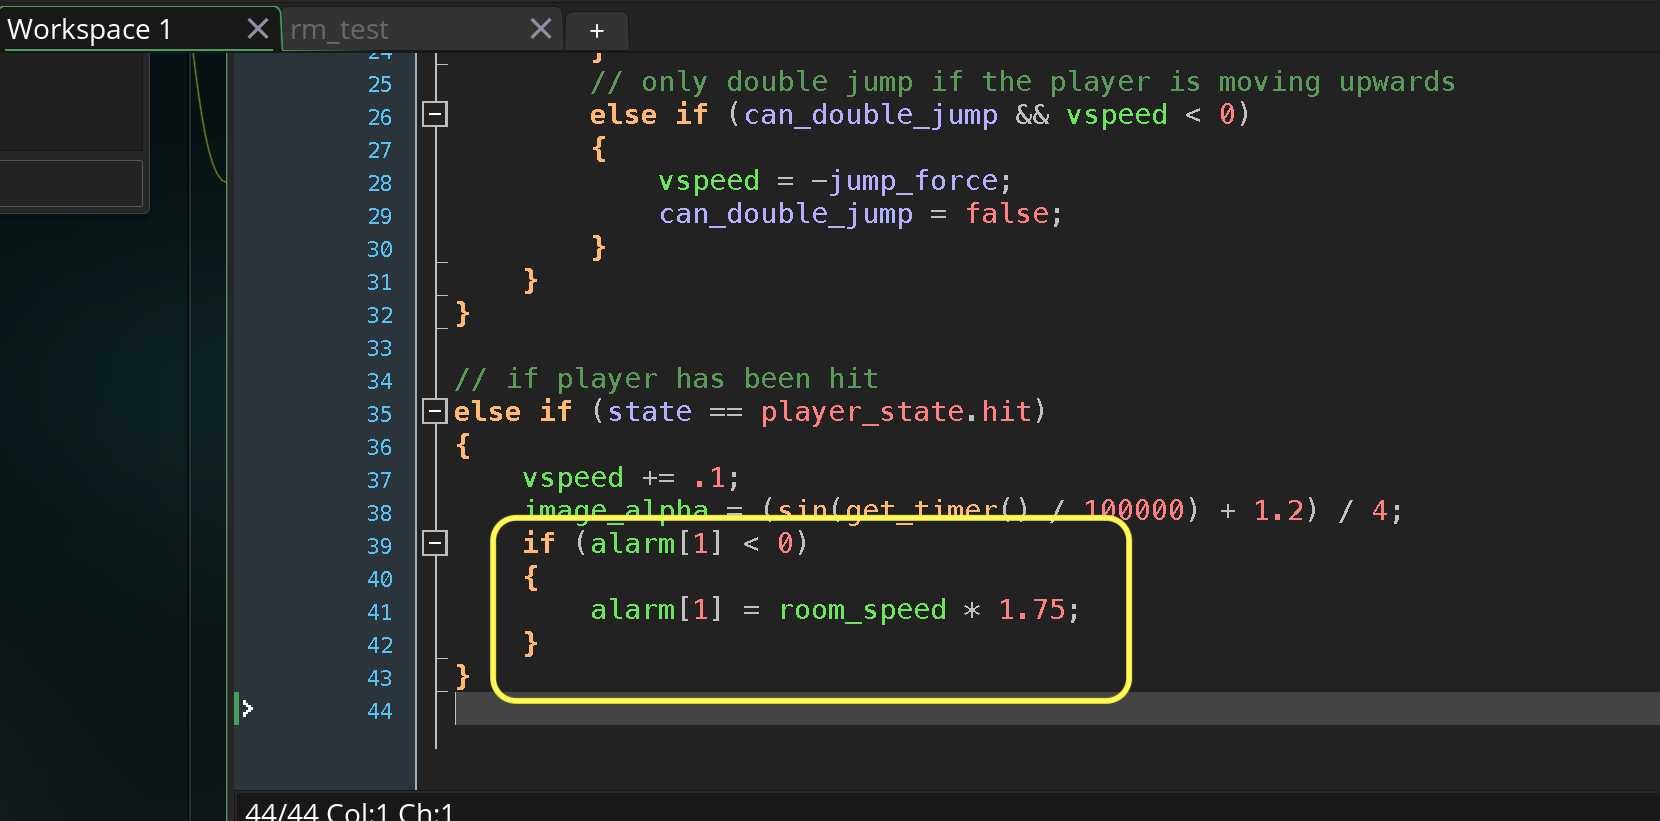 Workspace 1 rm_test +
24 }
25 // only double jump if the player is moving upwards
26 else if (can_double_jump && vspeed < 0)
27 {
28 vspeed = -jump_force;
29 can_double_jump = false;
30 }
31 }
32 }
33
34 // if player has been hit
35 else if (state == player_state.hit)
36 {
37 vspeed += .1;
38 image_alpha = (sin(get_timer() / 100000) + 1.2) / 4;
39 if (alarm[1] < 0)
40 {
41 alarm[1] = room_speed * 1.75;
42 }
43 }
44
44/44 Col:1 Ch:1